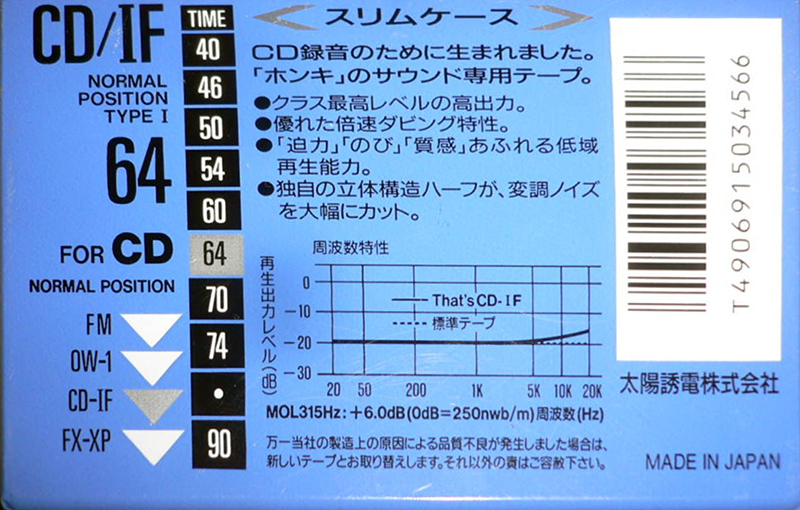 CD/IF
NORMAL
POSITION
TYPE I
64
FOR CD
NORMAL POSITION
FM
OW-1
CD-IF
FX-XP
TIME
40
46
50
54
60
64
70
74
•
90
スリムケース
CD録音のために生まれました。
「ホンキ」のサウンド専用テープ。
●クラス最高レベルの高出力。
●優れた倍速ダビング特性。
●「迫力」「のび」「質感」あふれる低域
再生能力。
●独自の立体構造ハーフが、変調ノイズ
を大幅にカット。
周波数特性
再生出力レベル(dB)
0
-10
-20
-30
That'sCD-IF
標準テープ
20 50 200 1K 5K 10K 20K
MOL315Hz:+6.0dB(0dB=250nwb/m)周波数(Hz)
万一当社の製造上の原因による品質不良が発生しました場合は、
新しいテープとお取り替えします。それ以外の責はご容赦下さい。
T4906915034566
太陽誘電株式会社
MADE IN JAPAN